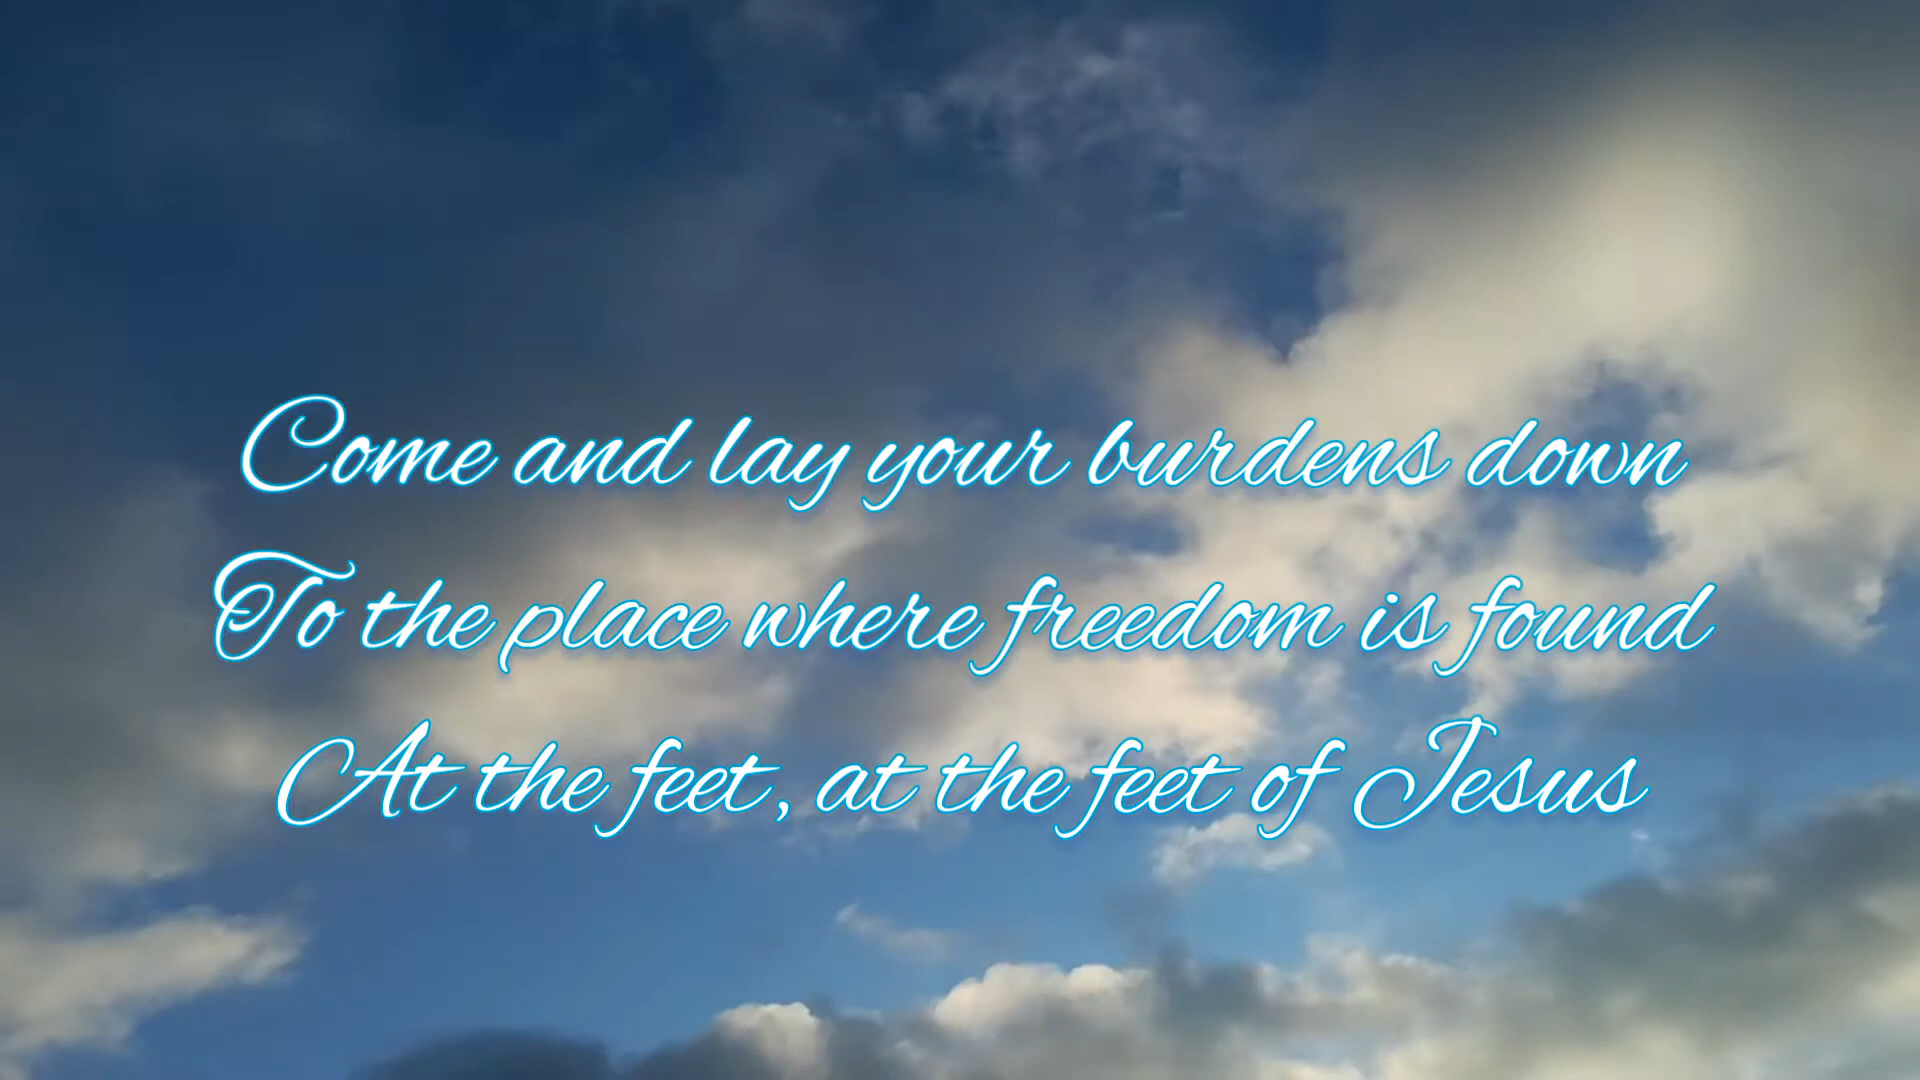 Come and lay your burdens down
To the place where freedom is found
At the feet, at the feet of Jesus